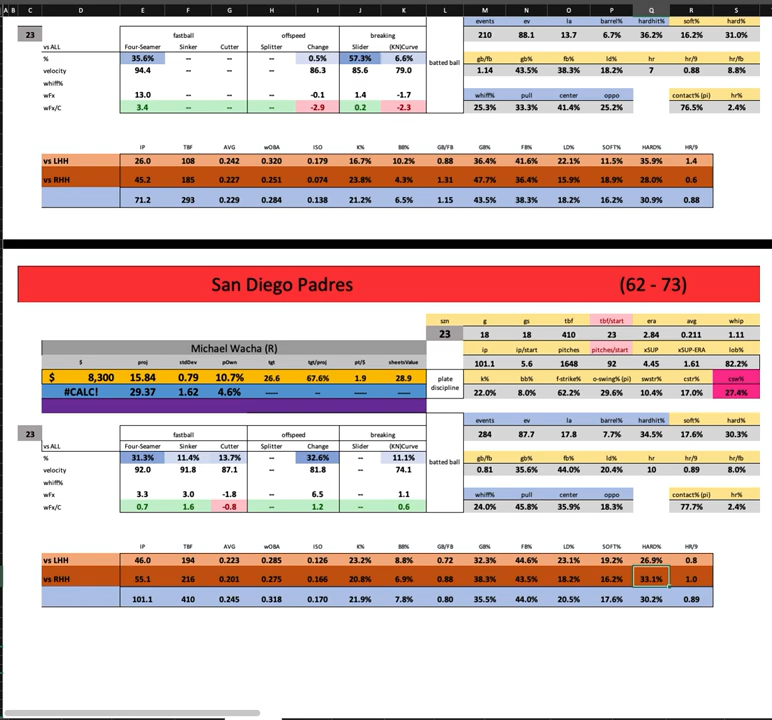 A B C D E F G H I J K L M N O P Q R S
events ev la barrel% hardhit% soft% hard%
23 fastball offspeed breaking batted ball 210 88.1 13.7 6.7% 36.2% 16.2% 31.0%
vs ALL Four-Seamer Sinker Cutter Splitter Change Slider (KN)Curve
% 35.6% -- -- -- 0.5% 57.3% 6.6% gb/fb gb% fb% ld% hr hr/9 hr/fb
velocity 94.4 -- -- -- 86.3 85.6 79.0 1.14 43.5% 38.3% 18.2% 7 0.88 8.8%
whiff%
wFx 13.0 -- -- -- -0.1 1.4 -1.7 whiff% pull center oppo contact% (pi) hr%
wFx/C 3.4 -- -- -- -2.9 0.2 -2.3 25.3% 33.3% 41.4% 25.2% 76.5% 2.4%
IP TBF AVG wOBA ISO K% BB% GB/FB GB% FB% LD% SOFT% HARD% HR/9
vs LHH 26.0 108 0.242 0.320 0.179 16.7% 10.2% 0.88 36.4% 41.6% 22.1% 11.5% 35.9% 1.4
vs RHH 45.2 185 0.227 0.251 0.074 23.8% 4.3% 1.31 47.7% 36.4% 15.9% 18.9% 28.0% 0.6
71.2 293 0.229 0.284 0.138 21.2% 6.5% 1.15 43.5% 38.3% 18.2% 16.2% 30.9% 0.88
San Diego Padres (62 - 73)
szn g gs tbf tbf/start era avg whip
23 18 18 410 23 2.84 0.211 1.11
Michael Wacha (R) ip ip/start pitches pitches/start xSUP xSUP-ERA lob%
$ proj stdDev pOwn tgt tgt/proj pt/$ sheetsValue 101.1 5.6 1648 92 4.45 1.61 82.2%
$ 8,300 15.84 0.79 10.7% 26.6 67.6% 1.9 28.9 plate discipline k% bb% f-strike% o-swing% (pi) swstr% cstr% csw%
#CALC! 29.37 1.62 4.6% ---- -- -- ---- 22.0% 8.0% 62.2% 29.6% 10.4% 17.0% 27.4%
events ev la barrel% hardhit% soft% hard%
23 fastball offspeed breaking batted ball 284 87.7 17.8 7.7% 34.5% 17.6% 30.3%
vs ALL Four-Seamer Sinker Cutter Splitter Change Slider (KN)Curve
% 31.3% 11.4% 13.7% -- 32.6% -- 11.1% gb/fb gb% fb% ld% hr hr/9 hr/fb
velocity 92.0 91.8 87.1 -- 81.8 -- 74.1 0.81 35.6% 44.0% 20.4% 10 0.89 8.0%
whiff%
wFx 3.3 3.0 -1.8 -- 6.5 -- 1.1 whiff% pull center oppo contact% (pi) hr%
wFx/C 0.7 1.6 -0.8 -- 1.2 -- 0.6 24.0% 45.8% 35.9% 18.3% 77.7% 2.4%
IP TBF AVG wOBA ISO K% BB% GB/FB GB% FB% LD% SOFT% HARD% HR/9
vs LHH 46.0 194 0.223 0.285 0.126 23.2% 8.8% 0.72 32.3% 44.6% 23.1% 19.2% 26.9% 0.8
vs RHH 55.1 216 0.201 0.275 0.166 20.8% 6.9% 0.88 38.3% 43.5% 18.2% 16.2% 33.1% 1.0
101.1 410 0.245 0.318 0.170 21.9% 7.8% 0.80 35.5% 44.0% 20.5% 17.6% 30.2% 0.89